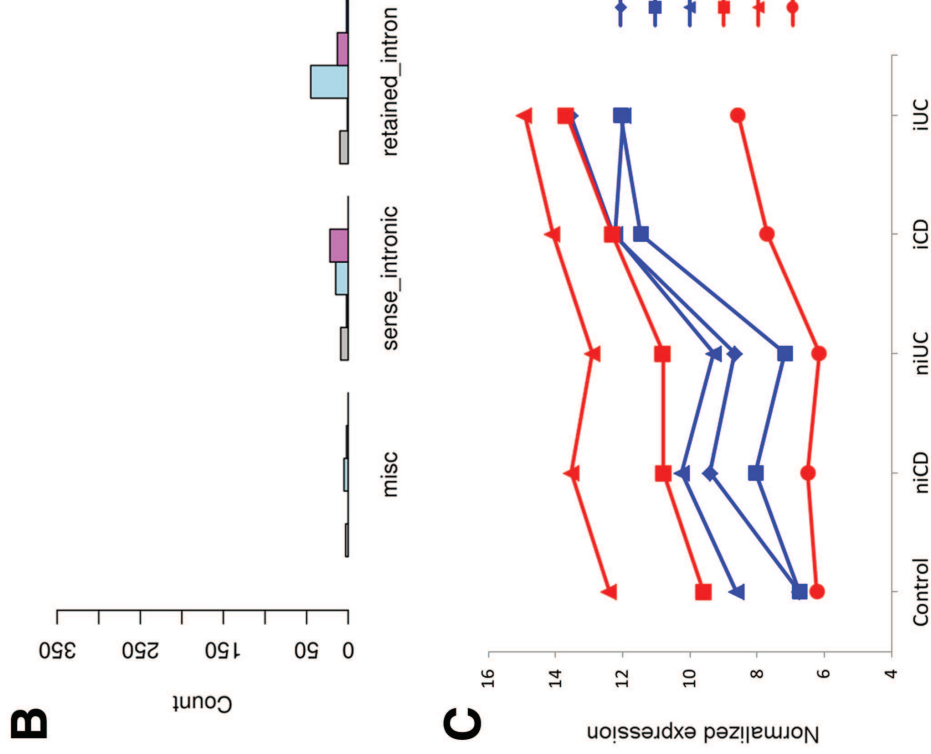 B
Count
350
250
150
50
0
misc
sense_intronic
retained_intron
C
Normalized expression
16
14
12
10
8
6
4
Control
niCD
niUC
iCD
iUC